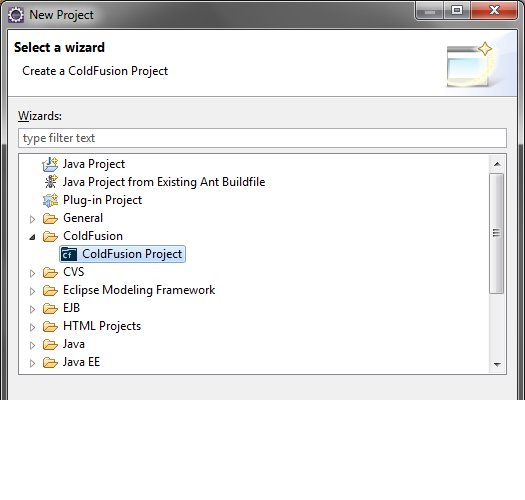 New Project
Select a wizard
Create a ColdFusion Project
Wizards:
type filter text
Java Project
Java Project from Existing Ant Buildfile
Plug-in Project
General
ColdFusion
Cf ColdFusion Project
CVS
Eclipse Modeling Framework
EJB
HTML Projects
Java
Java EE